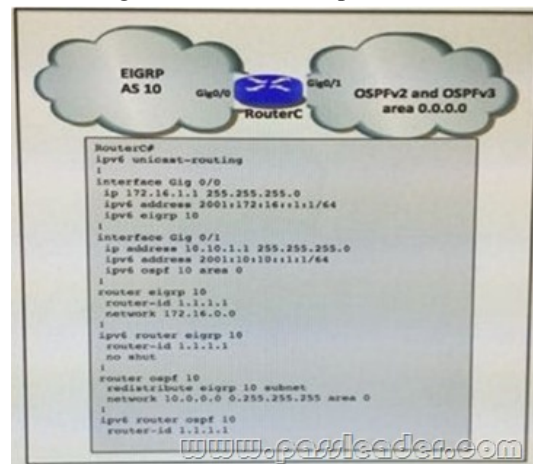 EIGRP
AS 10
Gig0/0
RouterC
Gig0/1
OSPFv2 and OSPFv3
area 0.0.0.0
RouterC#
ipv6 unicast-routing
!
interface Gig 0/0
ip 172.16.1.1 255.255.255.0
ipv6 address 2001:172:16::1:1/64
ipv6 eigrp 10
!
interface Gig 0/1
ip address 10.10.1.1 255.255.255.0
ipv6 address 2001:10:10::1:1/64
ipv6 ospf 10 area 0
!
router eigrp 10
router-id 1.1.1.1
network 172.16.0.0
!
ipv6 router eigrp 10
router-id 1.1.1.1
no shut
!
router ospf 10
redistribute eigrp 10 subnet
network 10.0.0.0 0.255.255.255 area 0
!
ipv6 router ospf 10
router-id 1.1.1.1
www.passleader.com